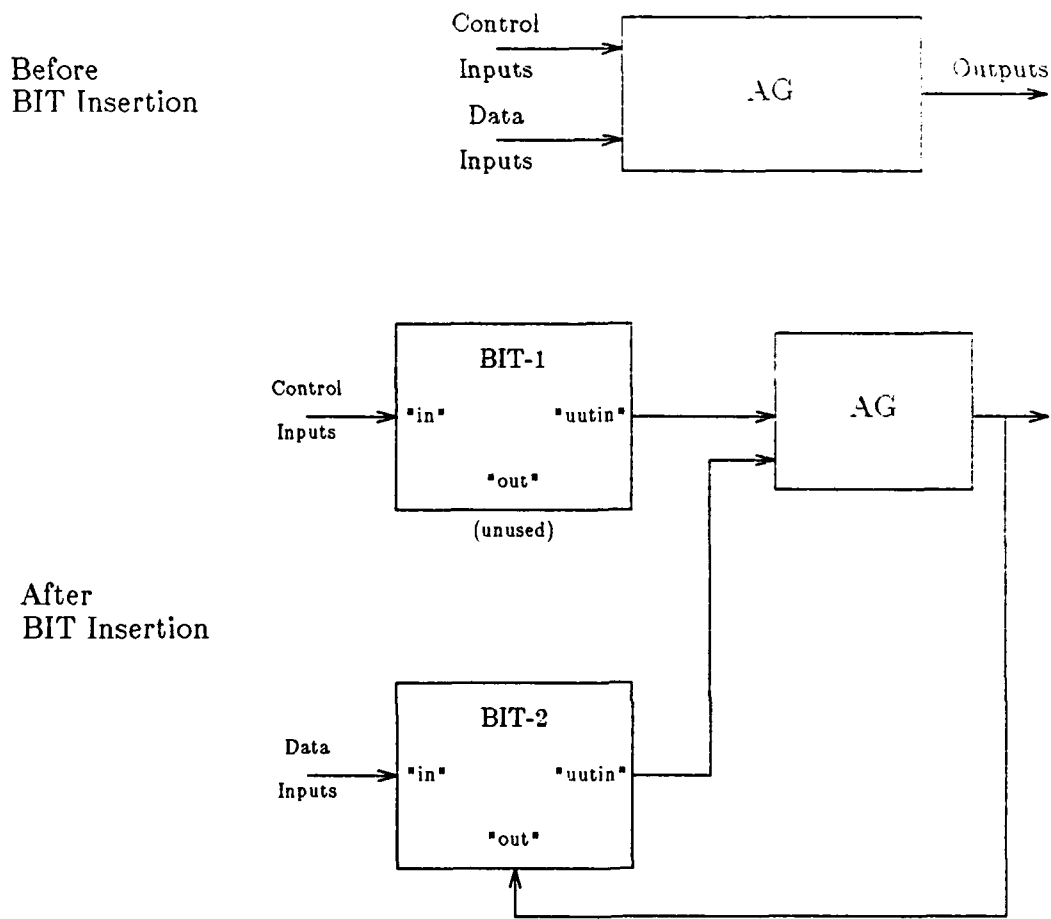 Before
BIT Insertion
Control
Inputs
Data
Inputs
AG
Outputs
BIT-1
Control
Inputs
"in"
"uutin"
"out"
(unused)
AG
After
BIT Insertion
BIT-2
Data
Inputs
"in"
"uutin"
"out"